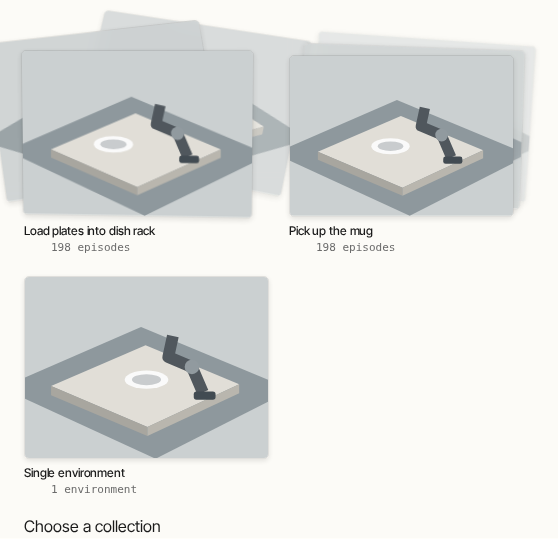 Load plates into dish rack
198 episodes
Pick up the mug
198 episodes
Single environment
1 environment
Choose a collection